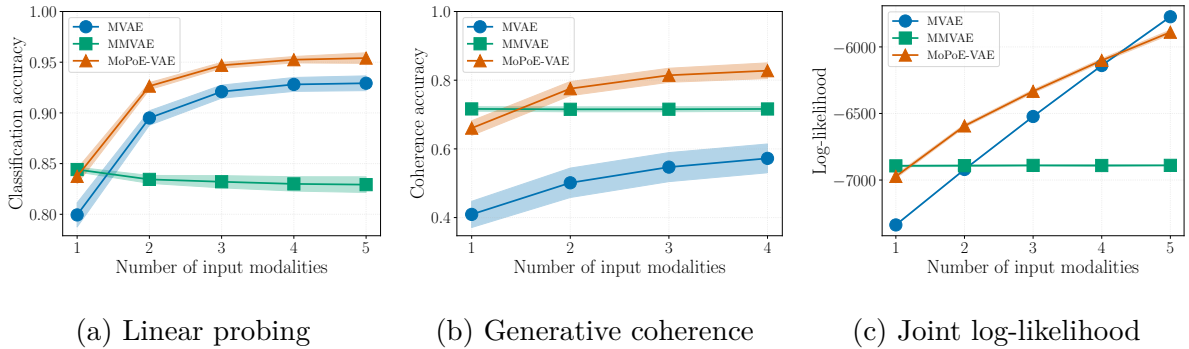 Classification accuracy
1.00
0.95
0.90
0.85
0.80
MVAE
MMVAE
MoPoE-VAE
1 2 3 4 5
Number of input modalities
(a) Linear probing
Coherence accuracy
1.0
0.8
0.6
0.4
MVAE
MMVAE
MoPoE-VAE
1 2 3 4
Number of input modalities
(b) Generative coherence
Log-likelihood
−6000
−6500
−7000
MVAE
MMVAE
MoPoE-VAE
1 2 3 4 5
Number of input modalities
(c) Joint log-likelihood